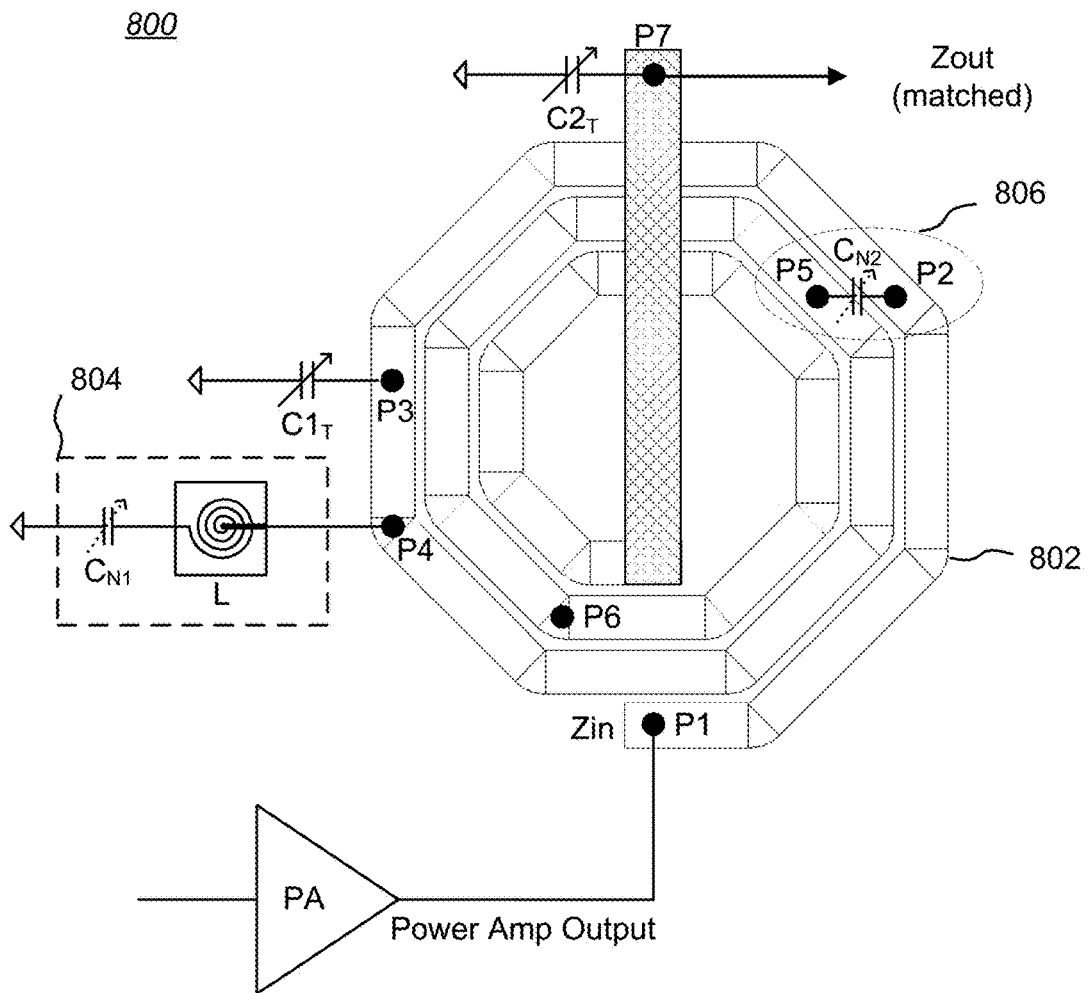 800
P7
Zout
(matched)
C2T
806
CN2
P5
P2
804
C1T
P3
CN1
L
P4
802
P6
Zin
P1
PA
Power Amp Output